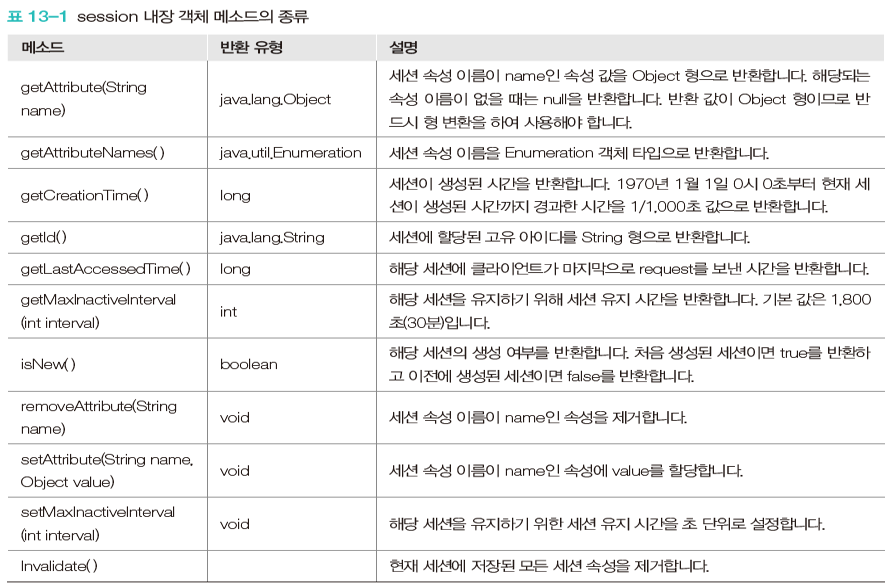 표 13-1 session 내장 객체 메소드의 종류
메소드 반환 유형 설명
getAttribute(String
name)
java.lang.Object
세션 속성 이름이 name인 속성 값을 Object 형으로 반환합니다. 해당되는
속성 이름이 없을 때는 null을 반환합니다. 반환 값이 Object 형이므로 반
드시 형 변환을 하여 사용해야 합니다.
getAttributeNames( ) java.util.Enumeration 세션 속성 이름을 Enumeration 객체 타입으로 반환합니다.
getCreationTime( ) long
세션이 생성된 시간을 반환합니다. 1970년 1월 1일 0시 0초부터 현재 세
션이 생성된 시간까지 경과한 시간을 1/1,000초 값으로 반환합니다.
getId( ) java.lang.String 세션에 할당된 고유 아이디를 String 형으로 반환합니다.
getLastAccessedTime( ) long 해당 세션에 클라이언트가 마지막으로 request를 보낸 시간을 반환합니다.
getMaxInactiveInterval
(int interval)
int
해당 세션을 유지하기 위해 세션 유지 시간을 반환합니다. 기본 값은 1,800
초(30분)입니다.
isNew( ) boolean
해당 세션의 생성 여부를 반환합니다. 처음 생성된 세션이면 true를 반환하
고 이전에 생성된 세션이면 false를 반환합니다.
removeAttribute(String
name)
void 세션 속성 이름이 name인 속성을 제거합니다.
setAttribute(String name,
Object value)
void 세션 속성 이름이 name인 속성에 value를 할당합니다.
setMaxInactiveInterval
(int interval)
void 해당 세션을 유지하기 위한 세션 유지 시간을 초 단위로 설정합니다.
Invalidate( ) 현재 세션에 저장된 모든 세션 속성을 제거합니다.